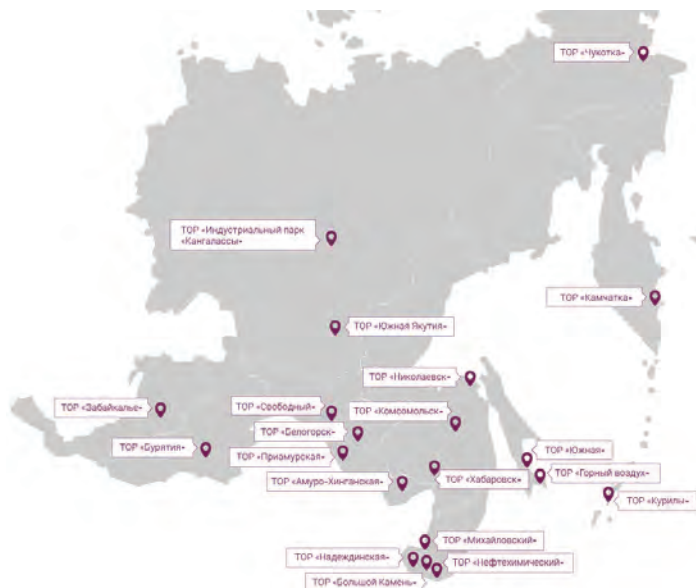 ТОР «Чукотка»
ТОР «Индустриальный парк
«Кангалассы»
ТОР «Камчатка»
ТОР «Южная Якутия»
ТОР «Николаевск»
ТОР «Забайкалье»
ТОР «Свободный»
ТОР «Комсомольск»
ТОР «Белогорск»
ТОР «Бурятия»
ТОР «Приамурская»
ТОР «Южная»
ТОР «Горный воздух»
ТОР «Амуро-Хинганская»
ТОР «Хабаровск»
ТОР «Курилы»
ТОР «Михайловский»
ТОР «Надеждинская»
ТОР «Нефтехимический»
ТОР «Большой Камень»